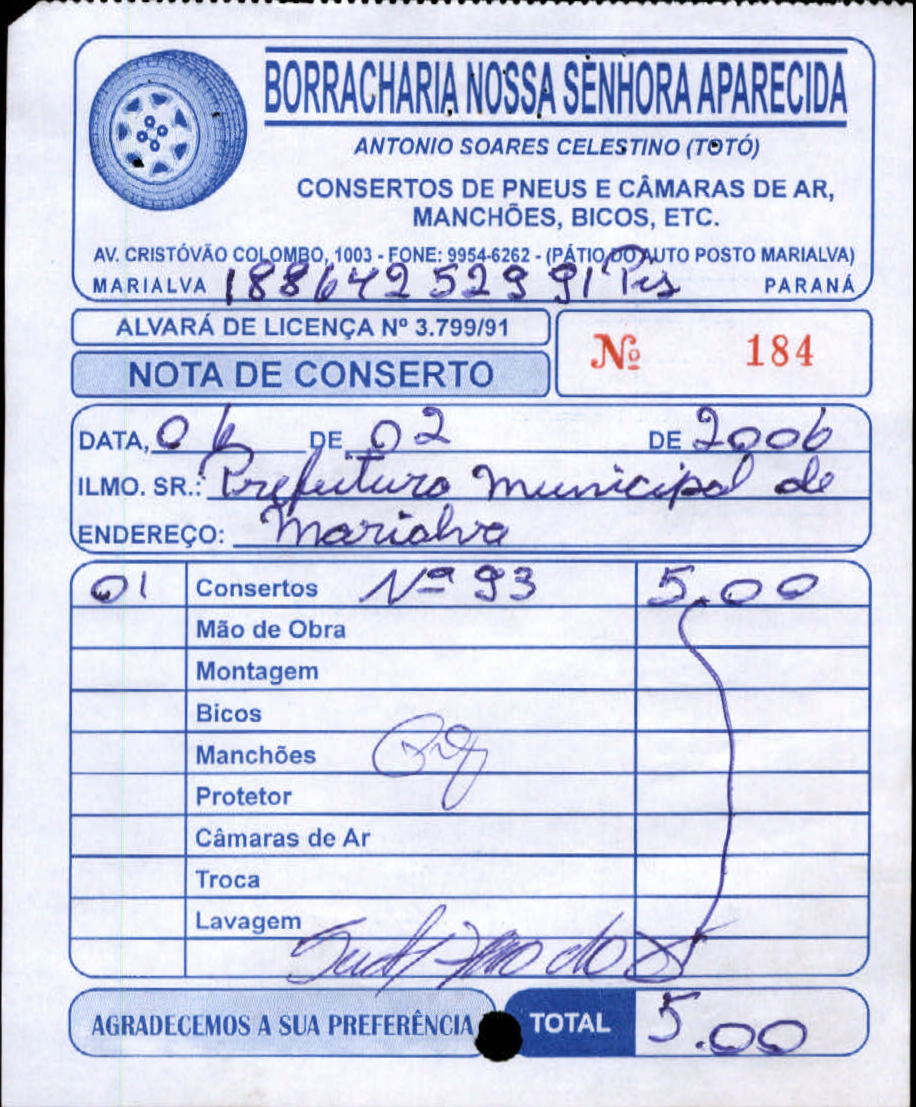 BORRACHARIA NOSSA SENHORA APARECIDA
ANTONIO SOARES CELESTINO (TOTÓ)
CONSERTOS DE PNEUS E CÂMARAS DE AR,
MANCHÕES, BICOS, ETC.
AV. CRISTÓVÃO COLOMBO, 1003 - FONE: 9954-6262 - (PÁTIO DO AUTO POSTO MARIALVA)
MARIALVA 188642529 91 Pis PARANÁ
ALVARÁ DE LICENÇA Nº 3.799/91
Nº 184
NOTA DE CONSERTO
DATA, 06 DE 02 DE 2006
ILMO. SR.: Prefeitura Municipal de
ENDEREÇO: Marialva
01 Consertos Nº 93 5,00
Mão de Obra
Montagem
Bicos
Manchões
Protetor
Câmaras de Ar
Troca
Lavagem
AGRADECEMOS A SUA PREFERÊNCIA TOTAL 5.00